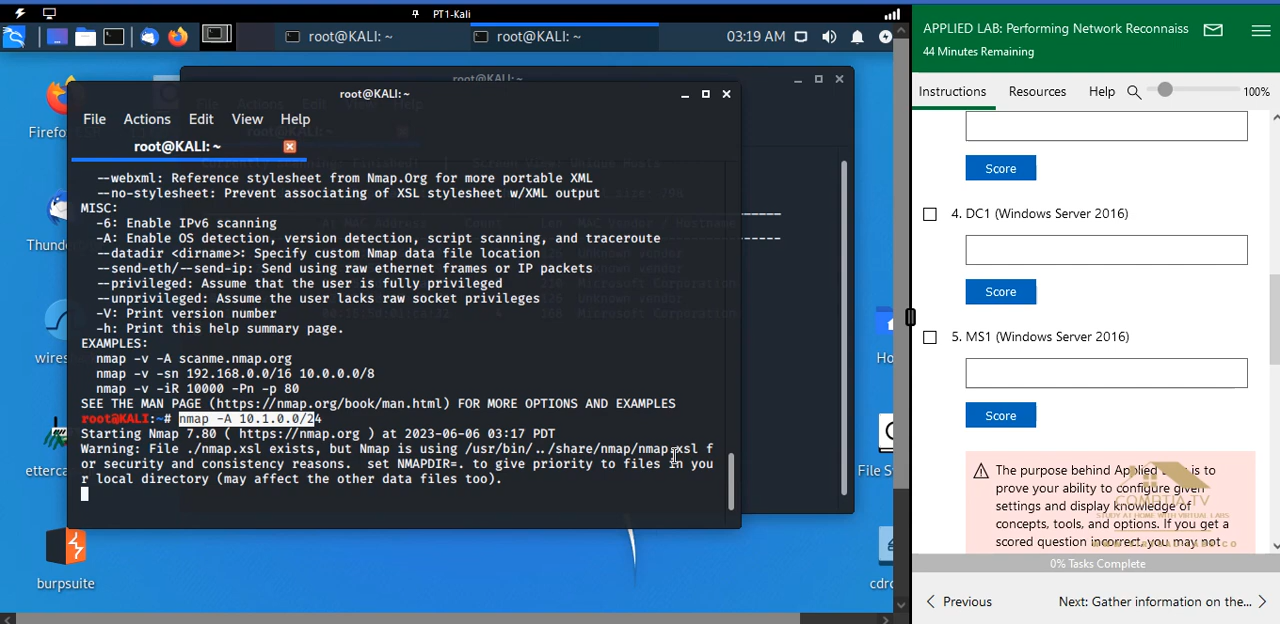 PT1-Kali
root@KALI: ~
root@KALI: ~
03:19 AM
root@KALI:~
root@KALI: ~
File Actions Edit View Help
root@KALI: ~
--webxml: Reference stylesheet from Nmap.Org for more portable XML
--no-stylesheet: Prevent associating of XSL stylesheet w/XML output
MISC:
-6: Enable IPv6 scanning
-A: Enable OS detection, version detection, script scanning, and traceroute
--datadir <dirname>: Specify custom Nmap data file location
--send-eth/--send-ip: Send using raw ethernet frames or IP packets
--privileged: Assume that the user is fully privileged
--unprivileged: Assume the user lacks raw socket privileges
-V: Print version number
-h: Print this help summary page.
EXAMPLES:
nmap -v -A scanme.nmap.org
nmap -v -sn 192.168.0.0/16 10.0.0.0/8
nmap -v -iR 10000 -Pn -p 80
SEE THE MAN PAGE (https://nmap.org/book/man.html) FOR MORE OPTIONS AND EXAMPLES
root@KALI:~# nmap -A 10.1.0.0/24
Starting Nmap 7.80 ( https://nmap.org ) at 2023-06-06 03:17 PDT
Warning: File ./nmap.xsl exists, but Nmap is using /usr/bin/../share/nmap/nmap.xsl f
or security and consistency reasons.  set NMAPDIR=. to give priority to files in you
r local directory (may affect the other data files too).
Firefo
Thunder
wires
ettercap
burpsuite
Ho
File Sy
cdro
APPLIED LAB: Performing Network Reconnaiss
44 Minutes Remaining
Instructions Resources Help 100%
Score
4. DC1 (Windows Server 2016)
Score
5. MS1 (Windows Server 2016)
Score
The purpose behind Applied is to
prove your ability to configure given
settings and display knowledge of
concepts, tools, and options. If you get a
scored question incorrect, you may not
COMPTIA.TV
0% Tasks Complete
Previous
Next: Gather information on the...